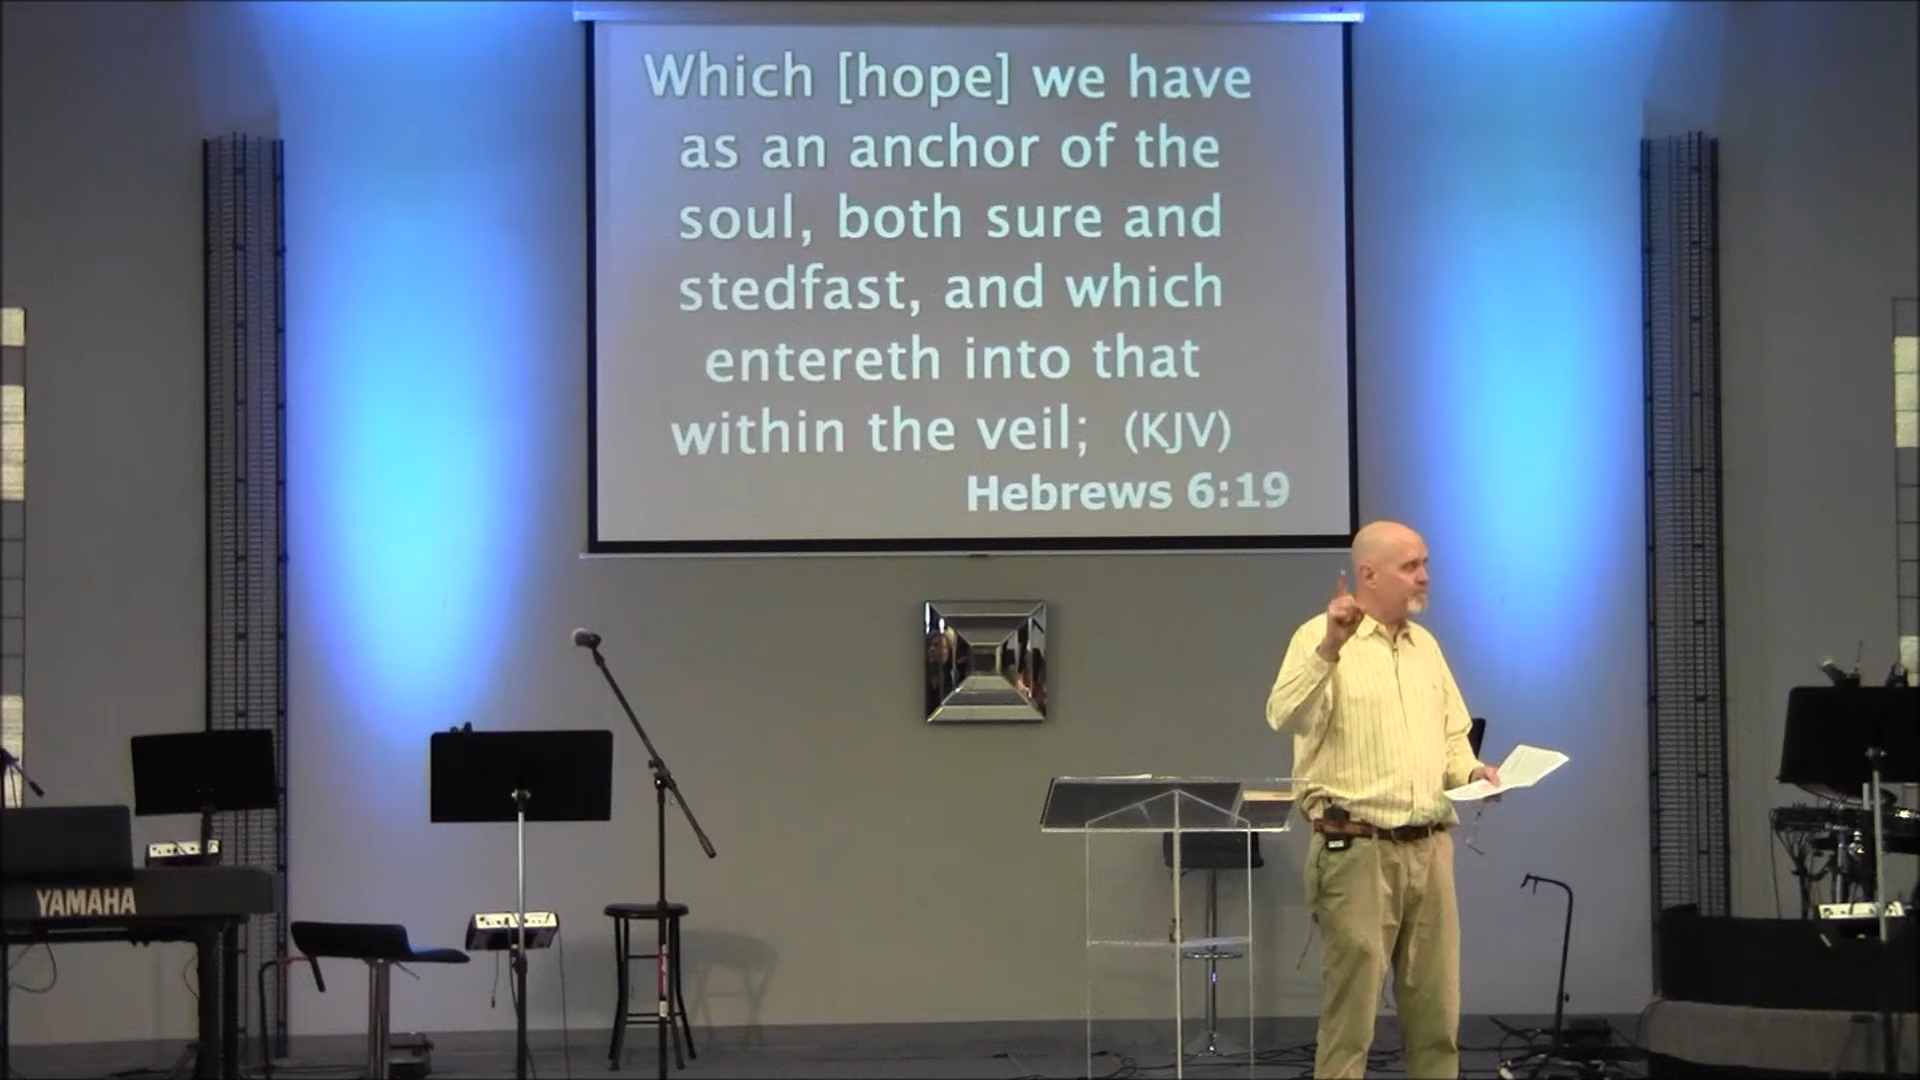 Which [hope] we have
as an anchor of the
soul, both sure and
stedfast, and which
entereth into that
within the veil; (KJV)
Hebrews 6:19
YAMAHA